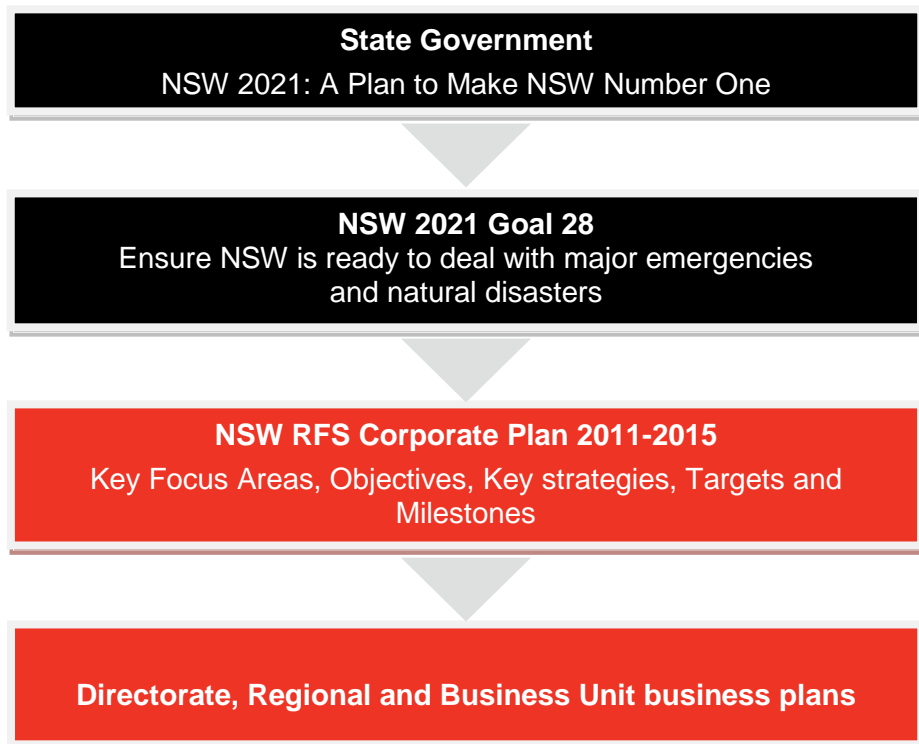 State Government
NSW 2021: A Plan to Make NSW Number One
NSW 2021 Goal 28
Ensure NSW is ready to deal with major emergencies
and natural disasters
NSW RFS Corporate Plan 2011-2015
Key Focus Areas, Objectives, Key strategies, Targets and
Milestones
Directorate, Regional and Business Unit business plans